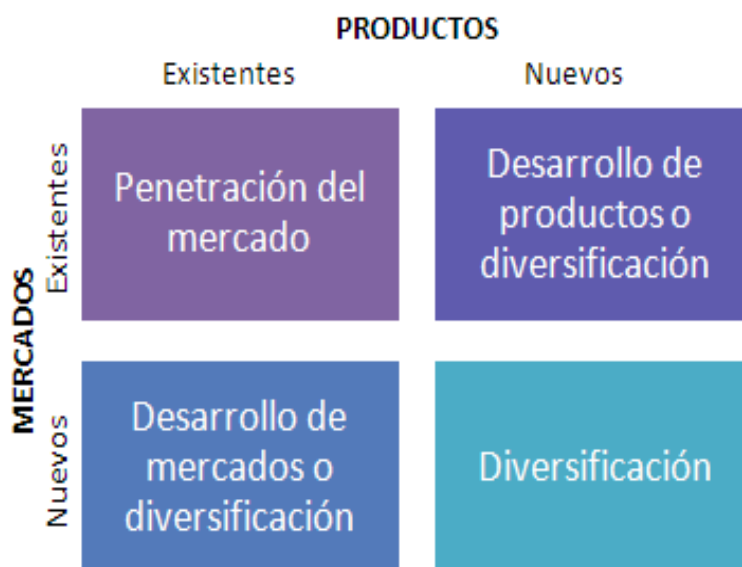 PRODUCTOS
Existentes
Nuevos
MERCADOS
Existentes
Penetración del
mercado
Desarrollo de
productos o
diversificación
Nuevos
Desarrollo de
mercados o
diversificación
Diversificación